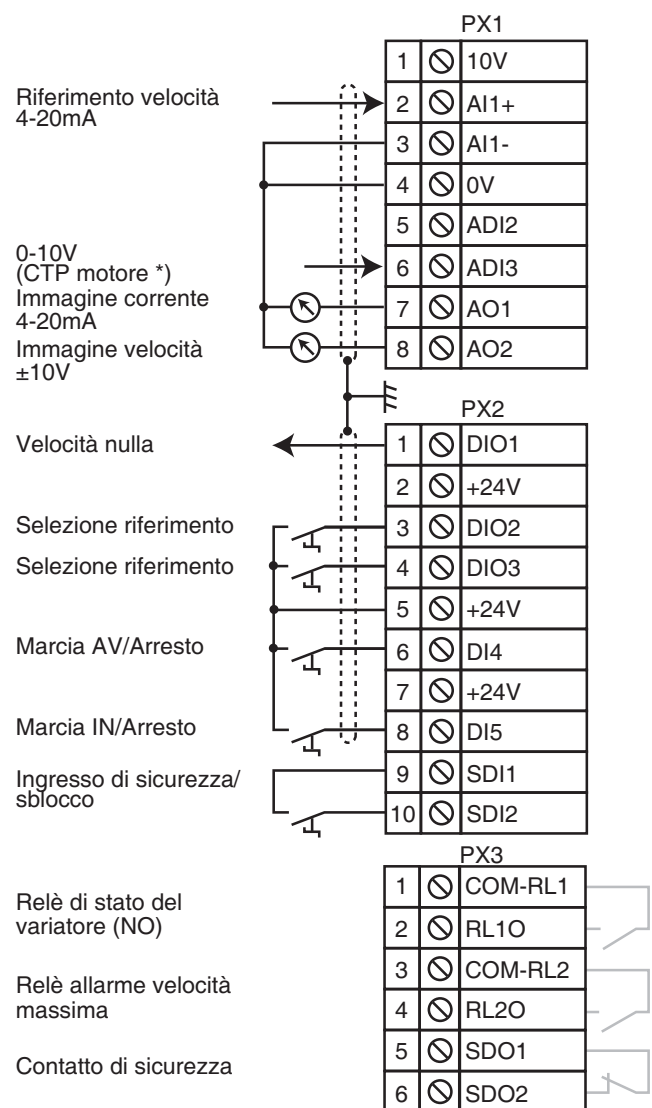 PX1
1 10V
Riferimento velocità
4-20mA
2 AI1+
3 AI1-
4 0V
5 ADI2
0-10V
(CTP motore *)
6 ADI3
Immagine corrente
4-20mA
7 AO1
Immagine velocità
±10V
8 AO2
PX2
Velocità nulla
1 DIO1
2 +24V
Selezione riferimento
3 DIO2
Selezione riferimento
4 DIO3
5 +24V
Marcia AV/Arresto
6 DI4
7 +24V
Marcia IN/Arresto
8 DI5
Ingresso di sicurezza/
sblocco
9 SDI1
10 SDI2
PX3
Relè di stato del
variatore (NO)
1 COM-RL1
2 RL1O
Relè allarme velocità
massima
3 COM-RL2
4 RL2O
Contatto di sicurezza
5 SDO1
6 SDO2